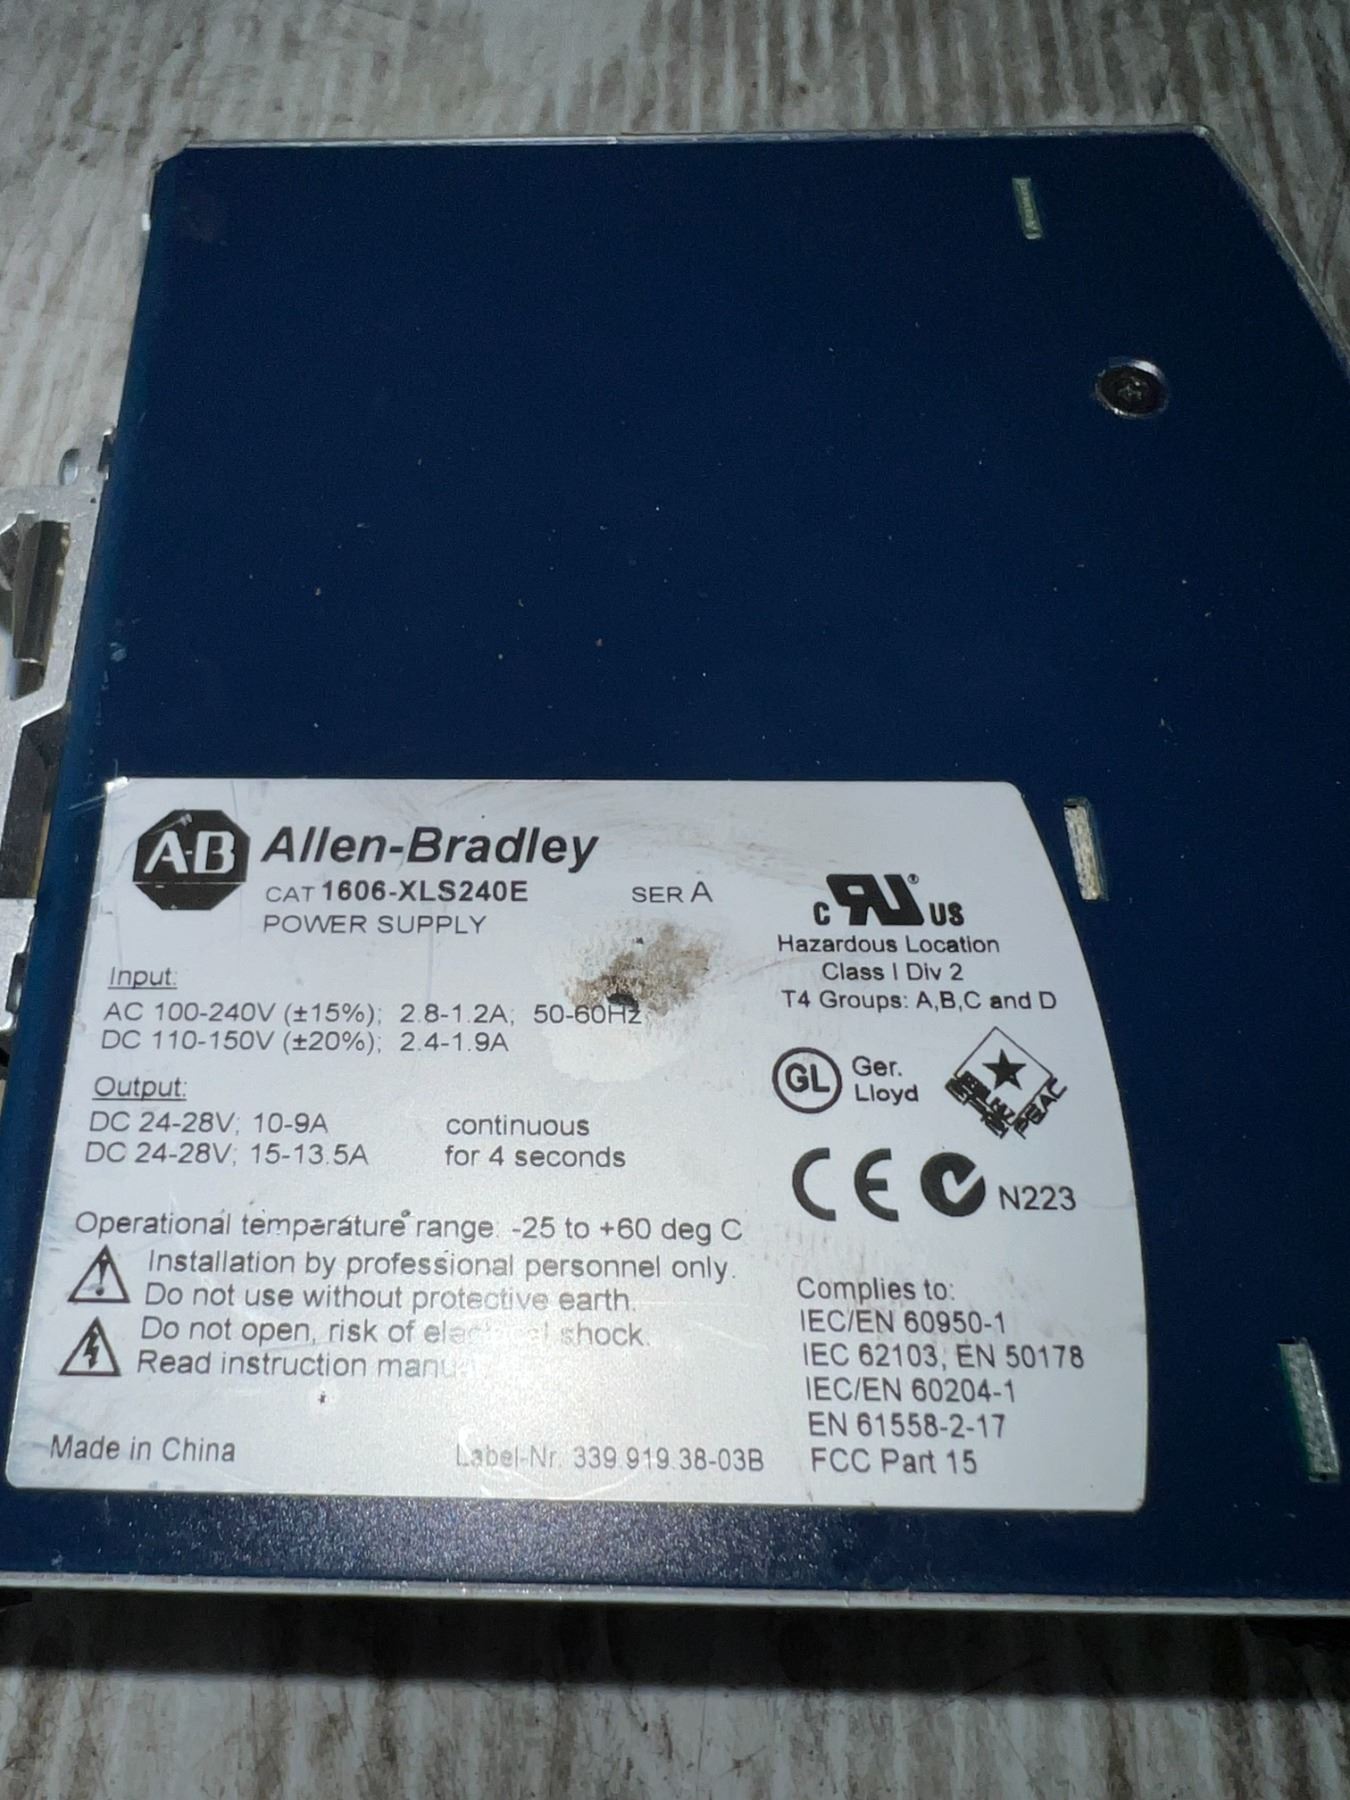 A-B Allen-Bradley
CAT 1606-XLS240E SER A
POWER SUPPLY
Input:
AC 100-240V (±15%); 2.8-1.2A; 50-60Hz
DC 110-150V (±20%); 2.4-1.9A
Output:
DC 24-28V; 10-9A continuous
DC 24-28V; 15-13.5A for 4 seconds
Operational temperature range: -25 to +60 deg C
Installation by professional personnel only.
Do not use without protective earth.
Do not open, risk of shock.
Read instruction
Made in China
Label-Nr. 339.919.38-03B
C RU® US
Hazardous Location
Class I Div 2
T4 Groups: A,B,C and D
GL Ger.
Lloyd
CE N223
Complies to:
IEC/EN 60950-1
IEC 62103, EN 50178
IEC/EN 60204-1
EN 61558-2-17
FCC Part 15